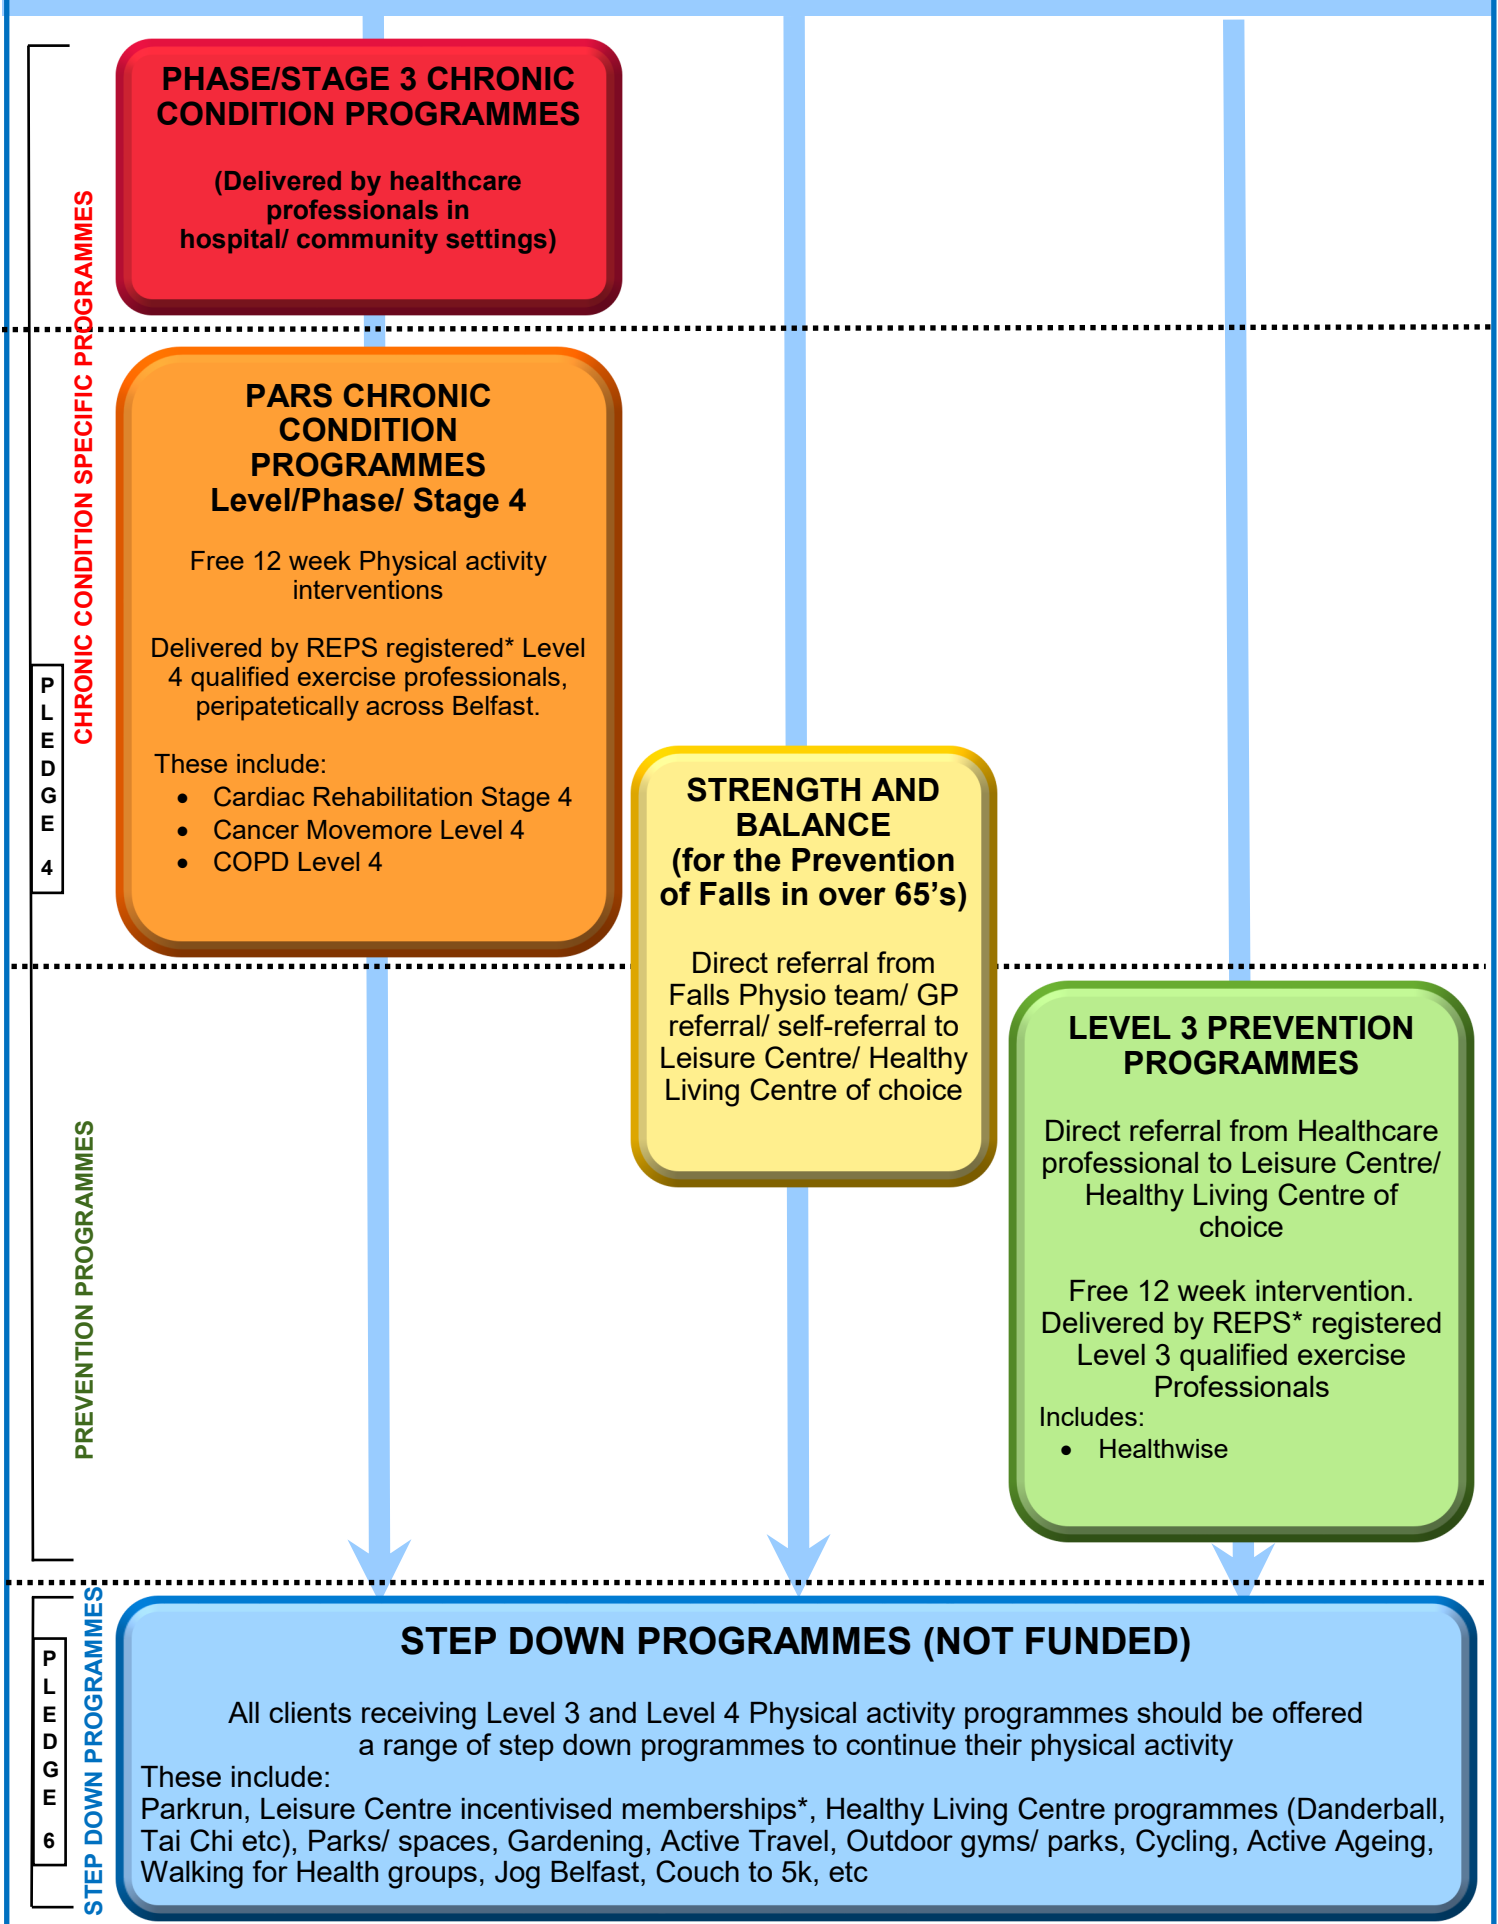 PHASE/STAGE 3 CHRONIC
CONDITION PROGRAMMES
(Delivered by healthcare
professionals in
hospital/ community settings)
CHRONIC CONDITION SPECIFIC PROGRAMMES
PARS CHRONIC
CONDITION
PROGRAMMES
Level/Phase/ Stage 4
Free 12 week Physical activity
interventions
Delivered by REPS registered* Level
4 qualified exercise professionals,
peripatetically across Belfast.
These include:
• Cardiac Rehabilitation Stage 4
• Cancer Movemore Level 4
• COPD Level 4
PLEDGE 4
STRENGTH AND
BALANCE
(for the Prevention
of Falls in over 65’s)
Direct referral from
Falls Physio team/ GP
referral/ self-referral to
Leisure Centre/ Healthy
Living Centre of choice
LEVEL 3 PREVENTION
PROGRAMMES
Direct referral from Healthcare
professional to Leisure Centre/
Healthy Living Centre of
choice
Free 12 week intervention.
Delivered by REPS* registered
Level 3 qualified exercise
Professionals
Includes:
• Healthwise
PREVENTION PROGRAMMES
PLEDGE 6
STEP DOWN PROGRAMMES
STEP DOWN PROGRAMMES (NOT FUNDED)
All clients receiving Level 3 and Level 4 Physical activity programmes should be offered
a range of step down programmes to continue their physical activity
These include:
Parkrun, Leisure Centre incentivised memberships*, Healthy Living Centre programmes (Danderball,
Tai Chi etc), Parks/ spaces, Gardening, Active Travel, Outdoor gyms/ parks, Cycling, Active Ageing,
Walking for Health groups, Jog Belfast, Couch to 5k, etc